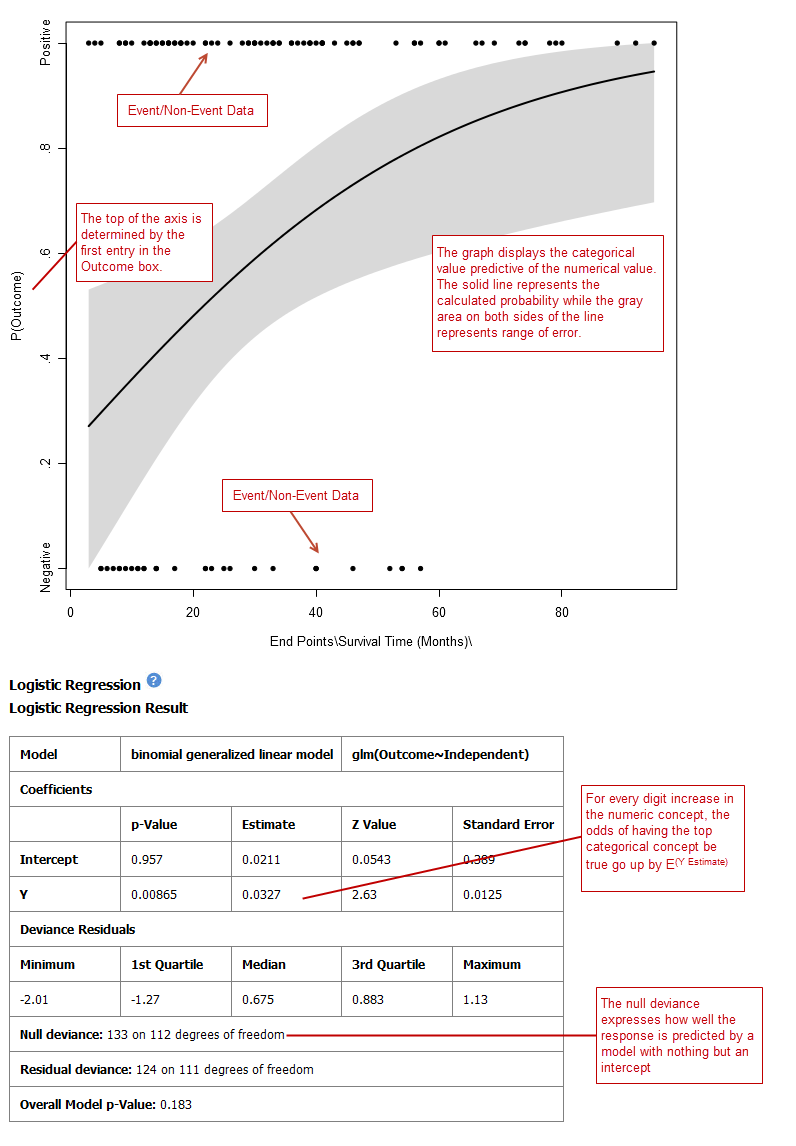 Positive
Event/Non-Event Data
.8
The top of the axis is
determined by the
first entry in the
Outcome box.
.6
The graph displays the categorical
value predictive of the numerical value.
The solid line represents the
calculated probability while the gray
area on both sides of the line
represents range of error.
P(Outcome)
.4
.2
Event/Non-Event Data
Negative
0 20 40 60 80
End Points\Survival Time (Months)\
Logistic Regression ?
Logistic Regression Result
Model binomial generalized linear model glm(Outcome~Independent)
Coefficients
p-Value Estimate Z Value Standard Error
Intercept 0.957 0.0211 0.0543 0.389
Y 0.00865 0.0327 2.63 0.0125
For every digit increase in
the numeric concept, the
odds of having the top
categorical concept be
true go up by E(Y Estimate)
Deviance Residuals
Minimum 1st Quartile Median 3rd Quartile Maximum
-2.01 -1.27 0.675 0.883 1.13
Null deviance: 133 on 112 degrees of freedom
Residual deviance: 124 on 111 degrees of freedom
Overall Model p-Value: 0.183
The null deviance
expresses how well the
response is predicted by a
model with nothing but an
intercept